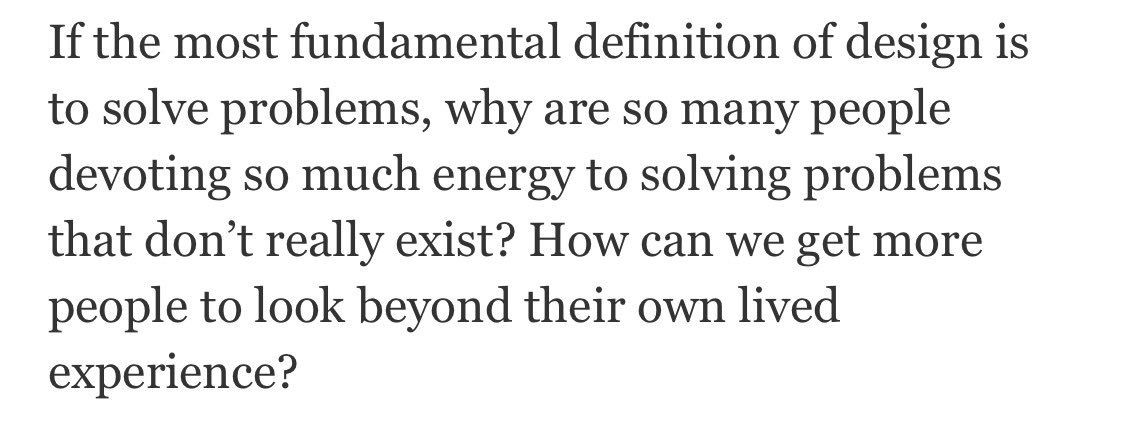 If the most fundamental definition of design is
to solve problems, why are so many people
devoting so much energy to solving problems
that don’t really exist? How can we get more
people to look beyond their own lived
experience?